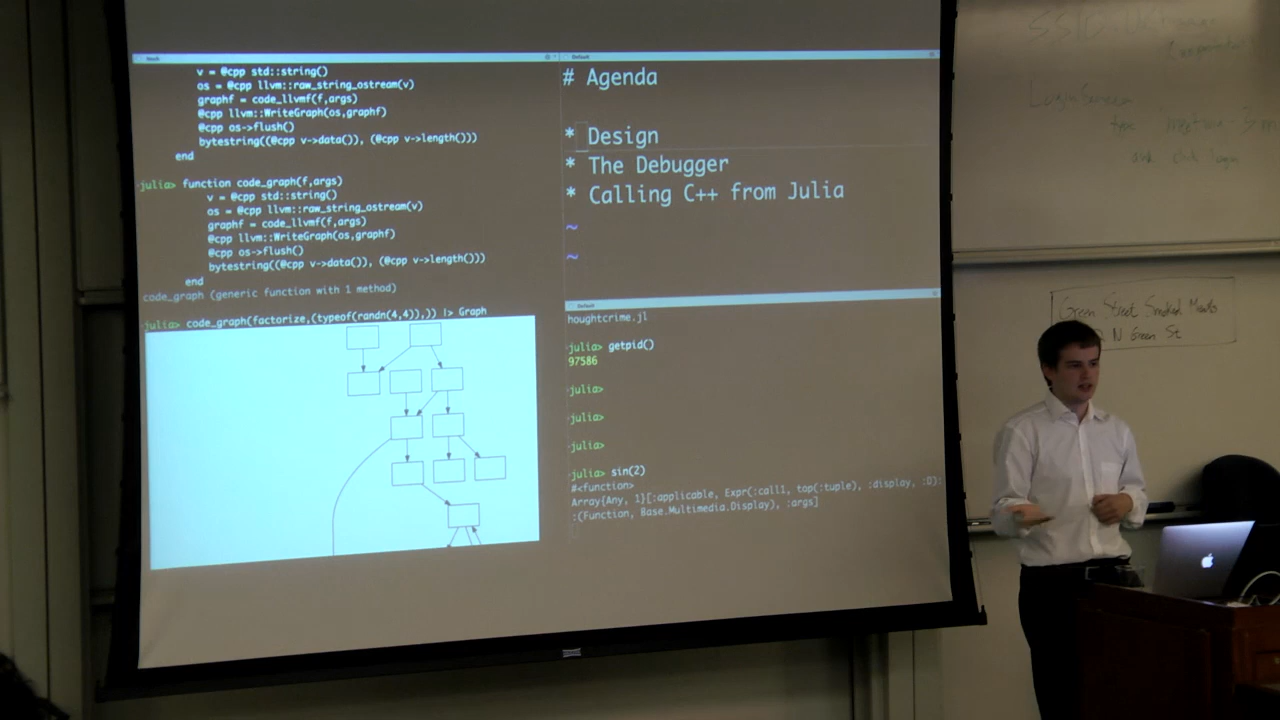 v = @cpp std::string()
os = @cpp llvm::raw_string_ostream(v)
graphf = code_llvmf(f,args)
@cpp llvm::WriteGraph(os,graphf)
@cpp os->flush()
bytestring((@cpp v->data()), (@cpp v->length()))
end
julia> function code_graph(f,args)
v = @cpp std::string()
os = @cpp llvm::raw_string_ostream(v)
graphf = code_llvmf(f,args)
@cpp llvm::WriteGraph(os,graphf)
@cpp os->flush()
bytestring((@cpp v->data()), (@cpp v->length()))
end
code_graph (generic function with 1 method)
julia> code_graph(factorize,(typeof(randn(4,4)),)) |> Graph
Default
# Agenda
* Design
* The Debugger
* Calling C++ from Julia
~
~
Default
houghtcrime.jl
julia> getpid()
97586
julia>
julia>
julia>
julia> sin(2)
#<function>
Array{Any, 1}[:applicable, Expr(:call1, top(:tuple), :display, :D):
:(Function, Base.Multimedia.Display), :args]
Green Street Smoked Meats
N Green St